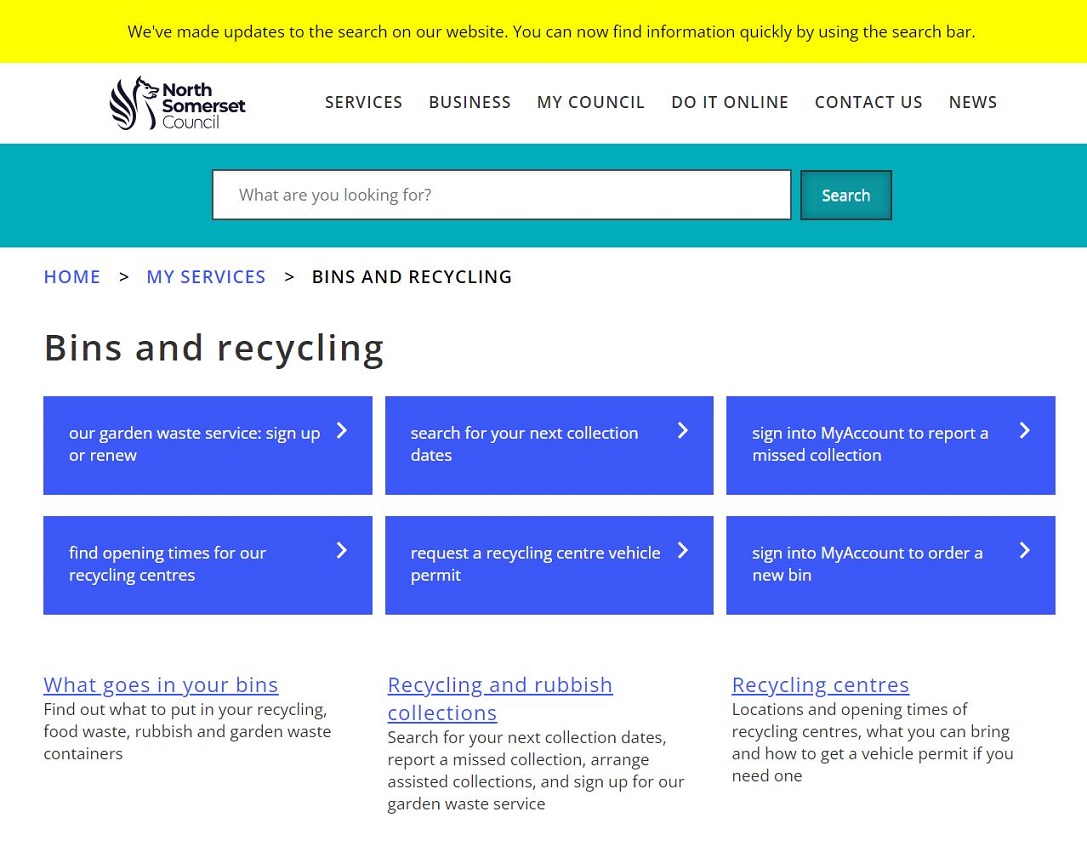 We've made updates to the search on our website. You can now find information quickly by using the search bar.
North
Somerset
Council
SERVICES BUSINESS MY COUNCIL DO IT ONLINE CONTACT US NEWS
What are you looking for?
Search
HOME > MY SERVICES > BINS AND RECYCLING
Bins and recycling
our garden waste service: sign up
or renew
search for your next collection
dates
sign into MyAccount to report a
missed collection
find opening times for our
recycling centres
request a recycling centre vehicle
permit
sign into MyAccount to order a
new bin
What goes in your bins
Find out what to put in your recycling,
food waste, rubbish and garden waste
containers
Recycling and rubbish
collections
Search for your next collection dates,
report a missed collection, arrange
assisted collections, and sign up for our
garden waste service
Recycling centres
Locations and opening times of
recycling centres, what you can bring
and how to get a vehicle permit if you
need one